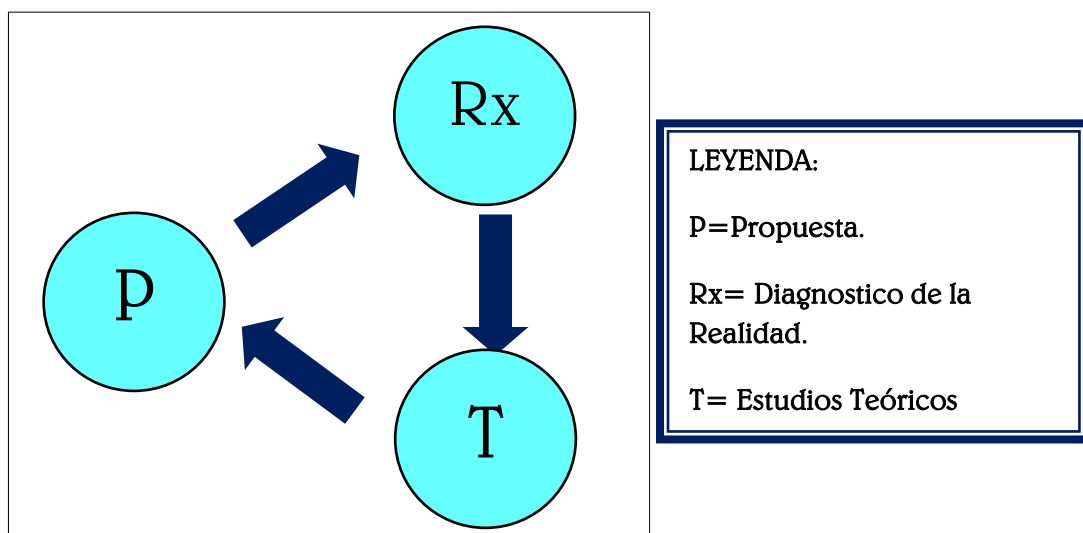 Rx
P
T
LEYENDA:
P=Propuesta.
Rx= Diagnostico de la
Realidad.
T= Estudios Teóricos